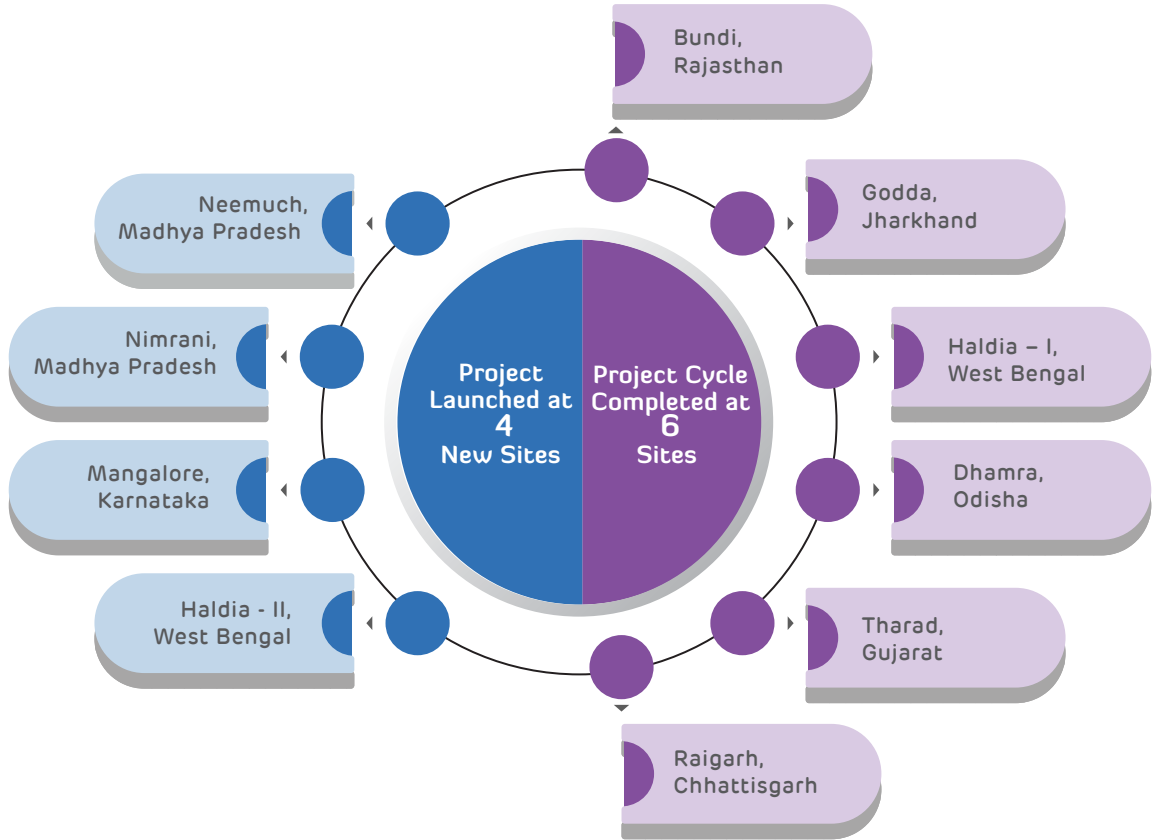 Bundi,
Rajasthan
Neemuch,
Madhya Pradesh
Godda,
Jharkhand
Nimrani,
Madhya Pradesh
Haldia – I,
West Bengal
Project
Launched at
4
New Sites
Project Cycle
Completed at
6
Sites
Mangalore,
Karnataka
Dhamra,
Odisha
Haldia - II,
West Bengal
Tharad,
Gujarat
Raigarh,
Chhattisgarh